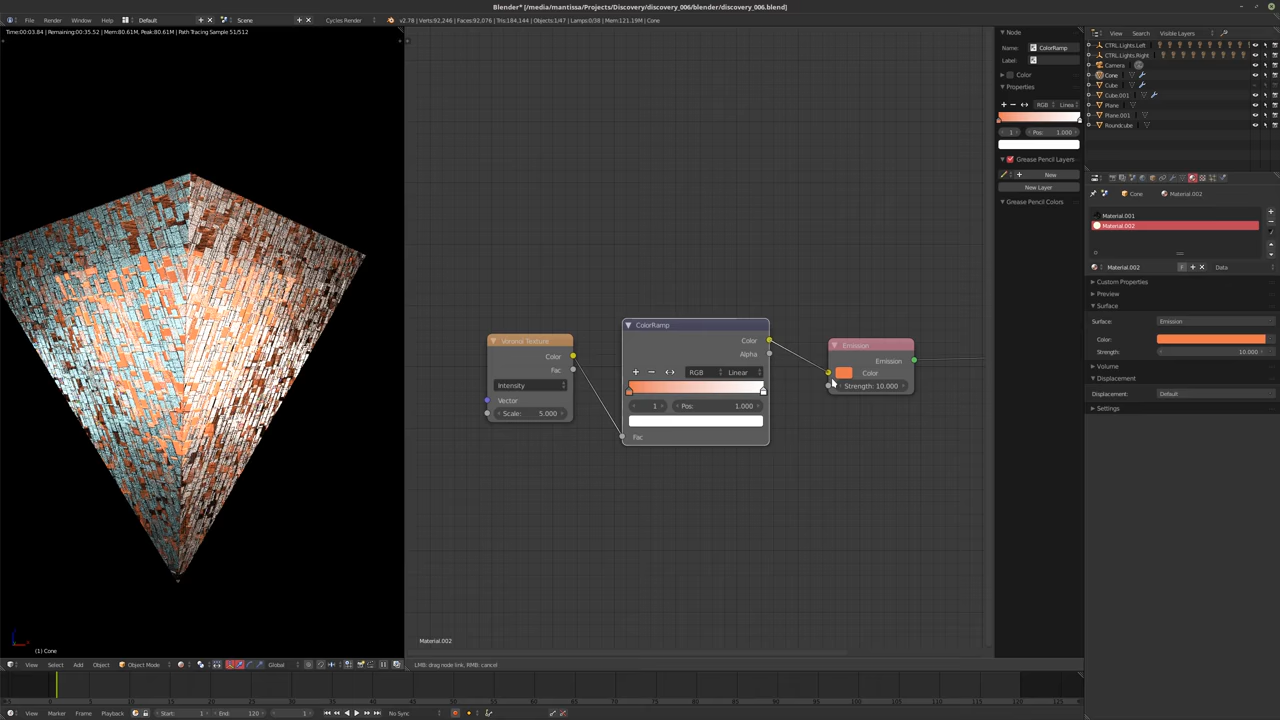 Blender* [/media/mantissa/Projects/Discovery/discovery_006/blender/discovery_006.blend]
File Render Window Help Default Scene Cycles Render v2.78 | Verts:92,246 | Faces:92,076 | Tris:184,144 | Objects:1/47 | Lamps:0/38 | Mem:121.19M | Cone
Time:00:03.84 | Remaining:00:35.52 | Mem:80.61M, Peak:80.61M | Path Tracing Sample 51/512
Node
Name: ColorRamp
Label:
Color
Properties
RGB Linea
1 Pos: 1.000
Grease Pencil Layers
New
New Layer
Grease Pencil Colors
View Search Visible Layers
CTRL.Lights.Left
CTRL.Lights.Right
Camera
Cone
Cube
Cube.001
Plane
Plane.001
Roundcube
Cone Material.002
Material.001
Material.002
Material.002 F Data
Custom Properties
Preview
Surface
Surface: Emission
Color:
Strength: 10.000
Volume
Displacement
Displacement: Default
Settings
Voronoi Texture
Color
Fac
Intensity
Vector
Scale: 5.000
ColorRamp
Color
Alpha
RGB Linear
1 Pos: 1.000
Fac
Emission
Emission
Color
Strength: 10.000
Material.002
(1) Cone
View Select Add Object Object Mode Global LMB: drag node link, RMB: cancel
View Marker Frame Playback Start: 1 End: 120 1 No Sync